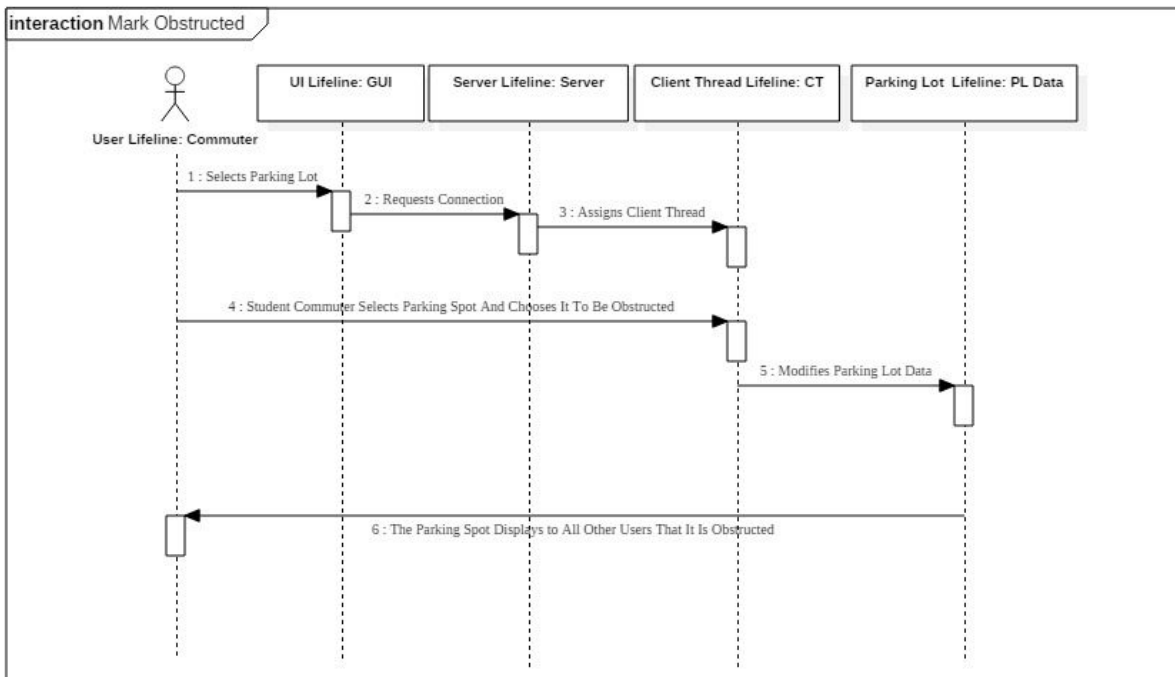 interaction Mark Obstructed
UI Lifeline: GUI
Server Lifeline: Server
Client Thread Lifeline: CT
Parking Lot  Lifeline: PL Data
User Lifeline: Commuter
1 : Selects Parking Lot
2 : Requests Connection
3 : Assigns Client Thread
4 : Student Commuter Selects Parking Spot And Chooses It To Be Obstructed
5 : Modifies Parking Lot Data
6 : The Parking Spot Displays to All Other Users That It Is Obstructed